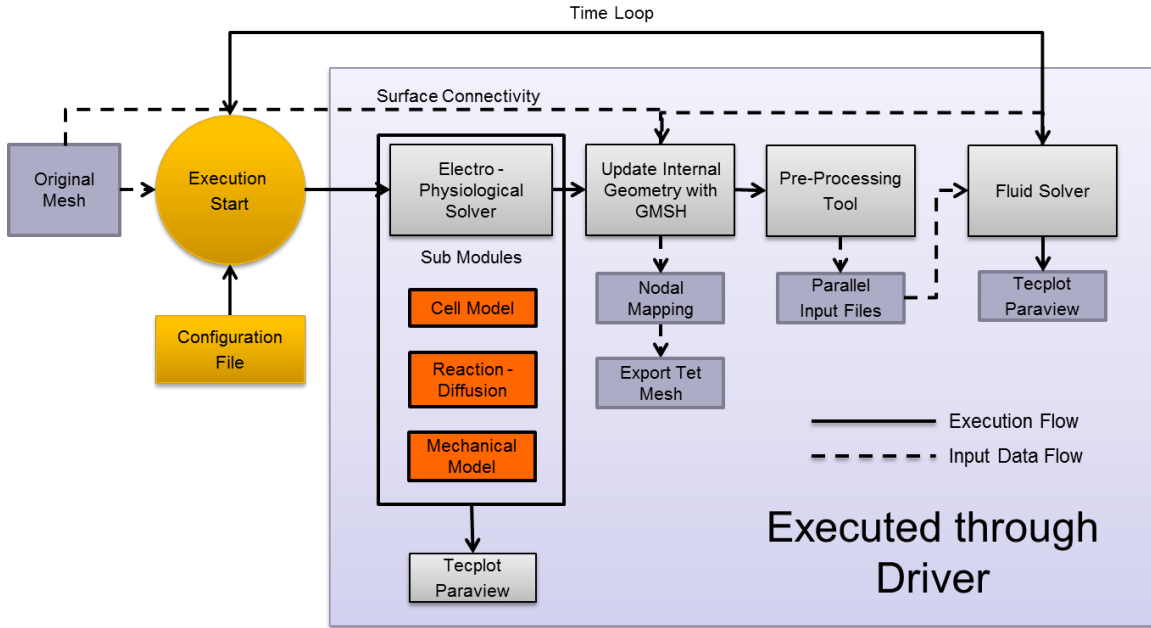 Time Loop
Surface Connectivity
Original
Mesh
Execution
Start
Configuration
File
Electro -
Physiological
Solver
Sub Modules
Cell Model
Reaction -
Diffusion
Mechanical
Model
Tecplot
Paraview
Update Internal
Geometry with
GMSH
Nodal
Mapping
Export Tet
Mesh
Pre-Processing
Tool
Parallel
Input Files
Fluid Solver
Tecplot
Paraview
Execution Flow
Input Data Flow
Executed through
Driver